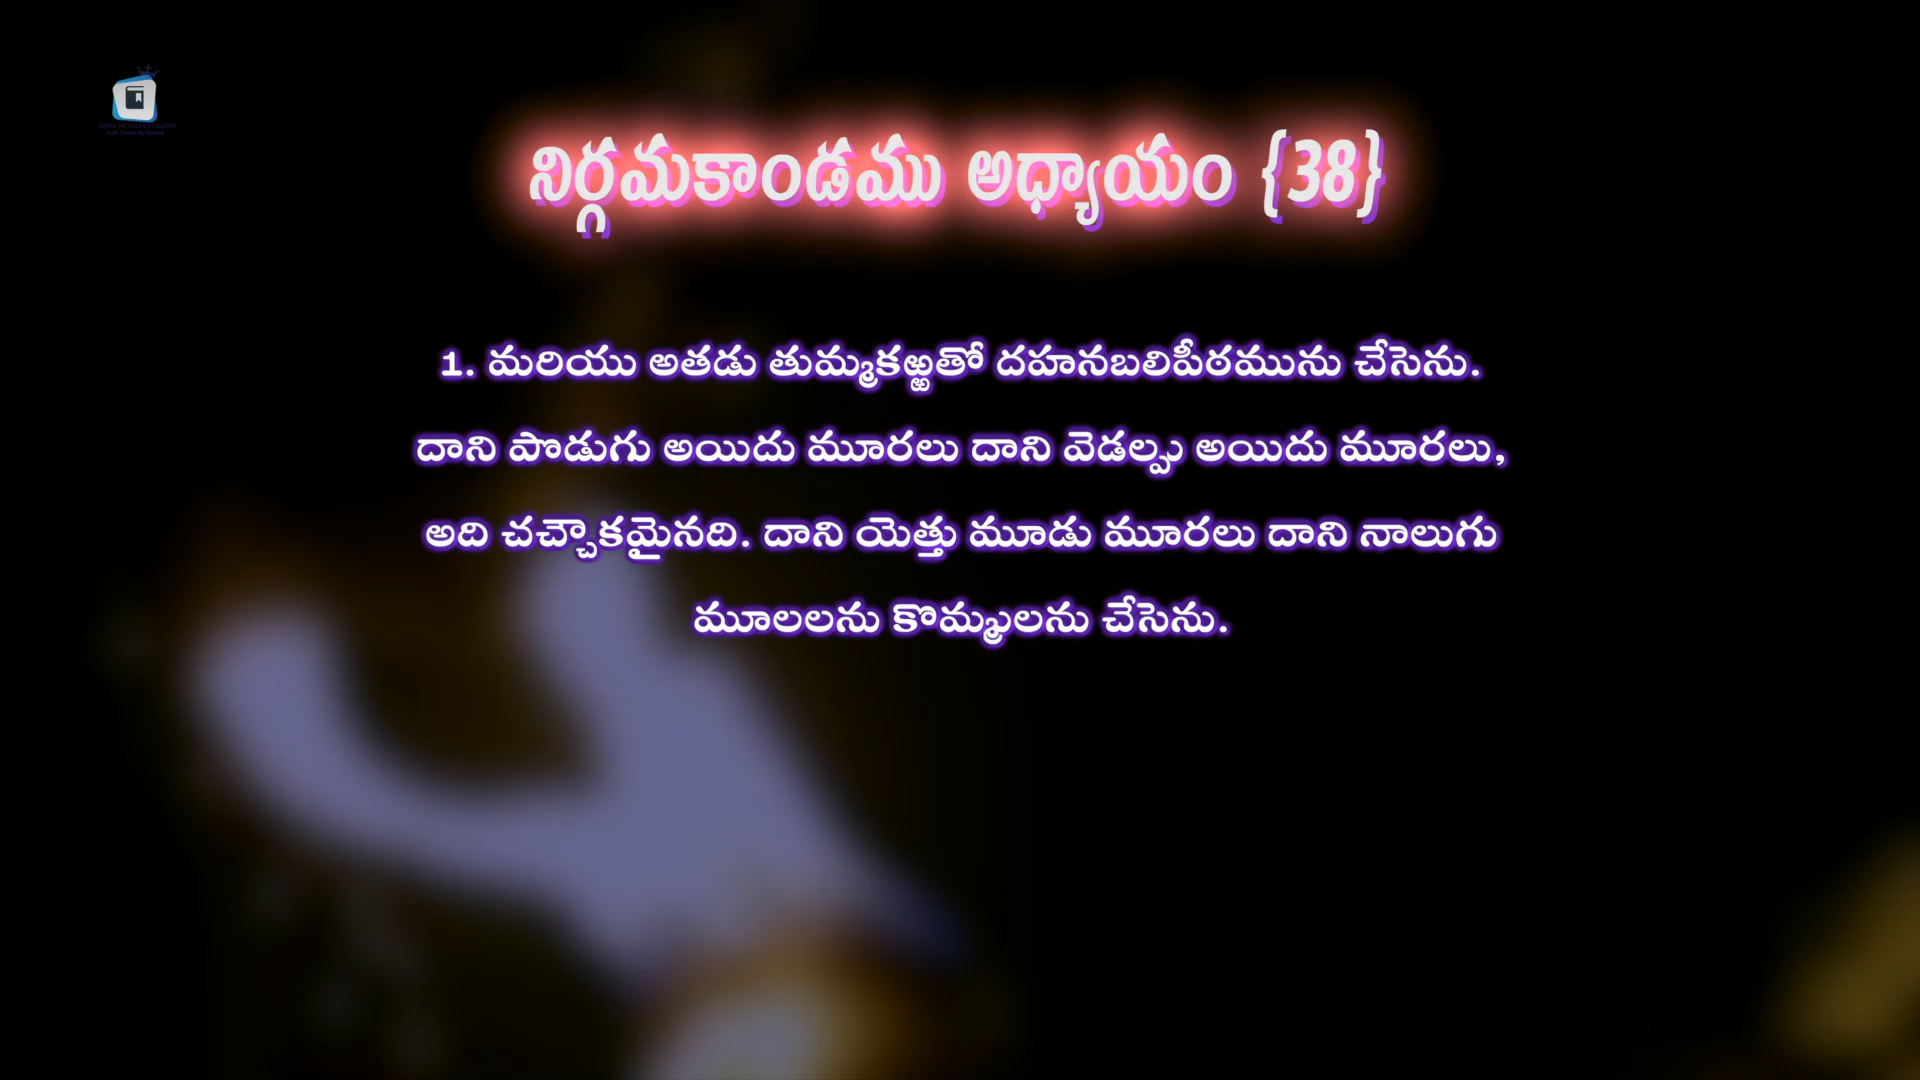 నిర్గమకాండము అధ్యాయం {38}
1. మరియు అతడు తుమ్మకఱ్ఱతో దహనబలిపీఠమును చేసెను.
దాని పొడుగు అయిదు మూరలు దాని వెడల్పు అయిదు మూరలు,
అది చచ్చౌకమైనది. దాని యెత్తు మూడు మూరలు దాని నాలుగు
మూలలను కొమ్ములను చేసెను.